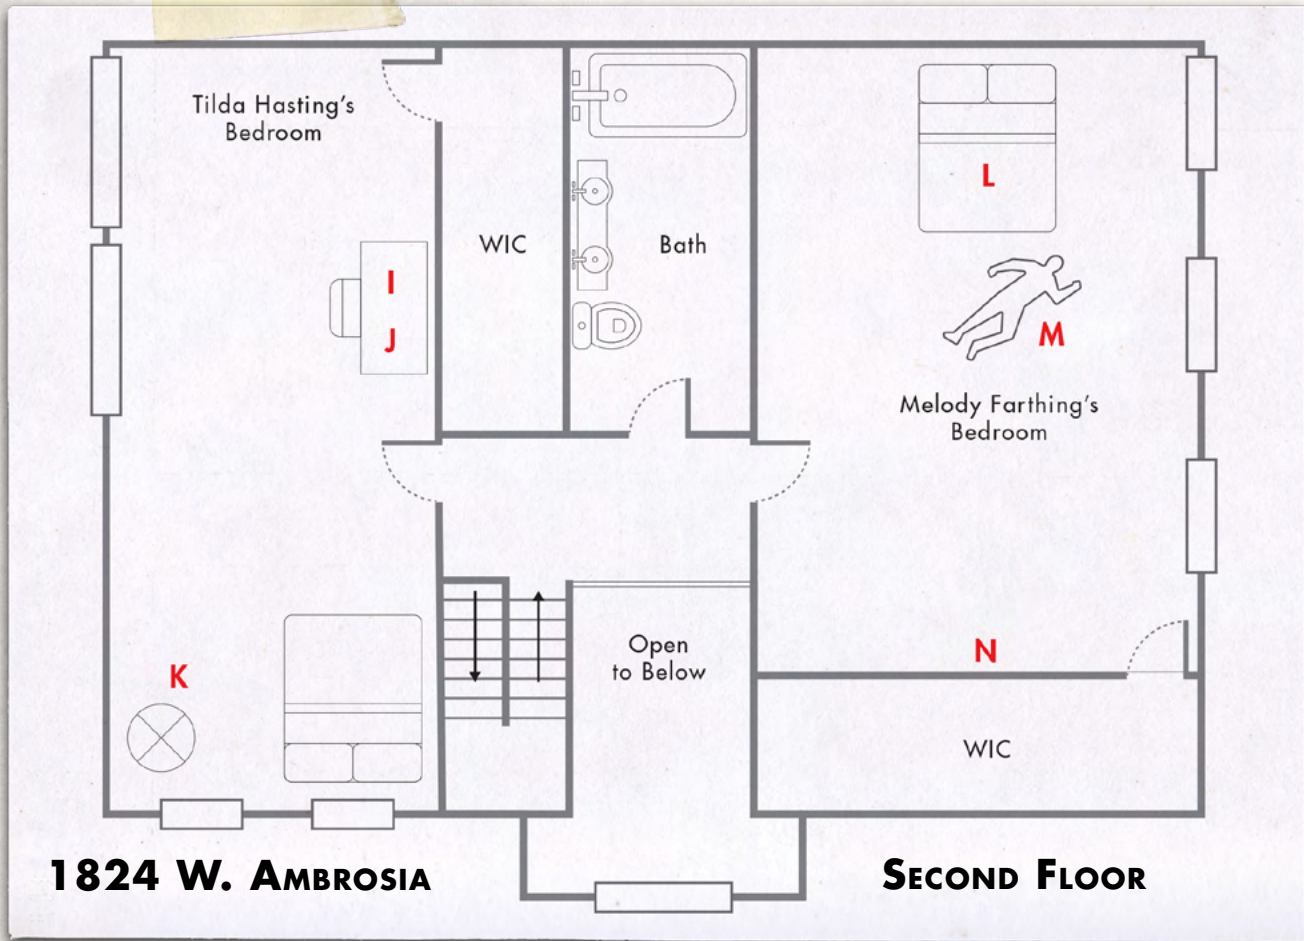 Tilda Hasting's
Bedroom
WIC
Bath
L
I
J
M
Melody Farthing's
Bedroom
K
Open
to Below
N
WIC
1824 W. Ambrosia
Second Floor